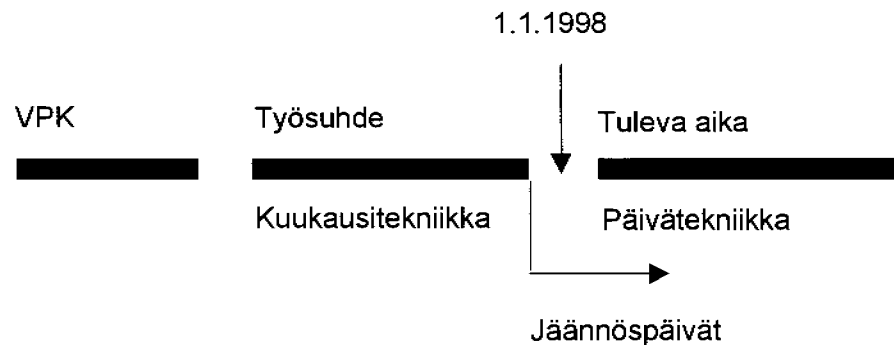 1.1.1998
VPK Työsuhde Tuleva aika
Kuukausitekniikka Päivätekniikka
Jäännöspäivät